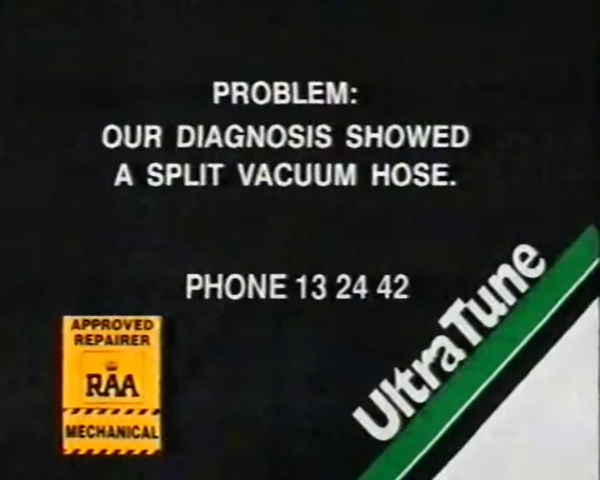 PROBLEM:
OUR DIAGNOSIS SHOWED
A SPLIT VACUUM HOSE.
PHONE 13 24 42
UltraTune
APPROVED
REPAIRER
RAA
MECHANICAL